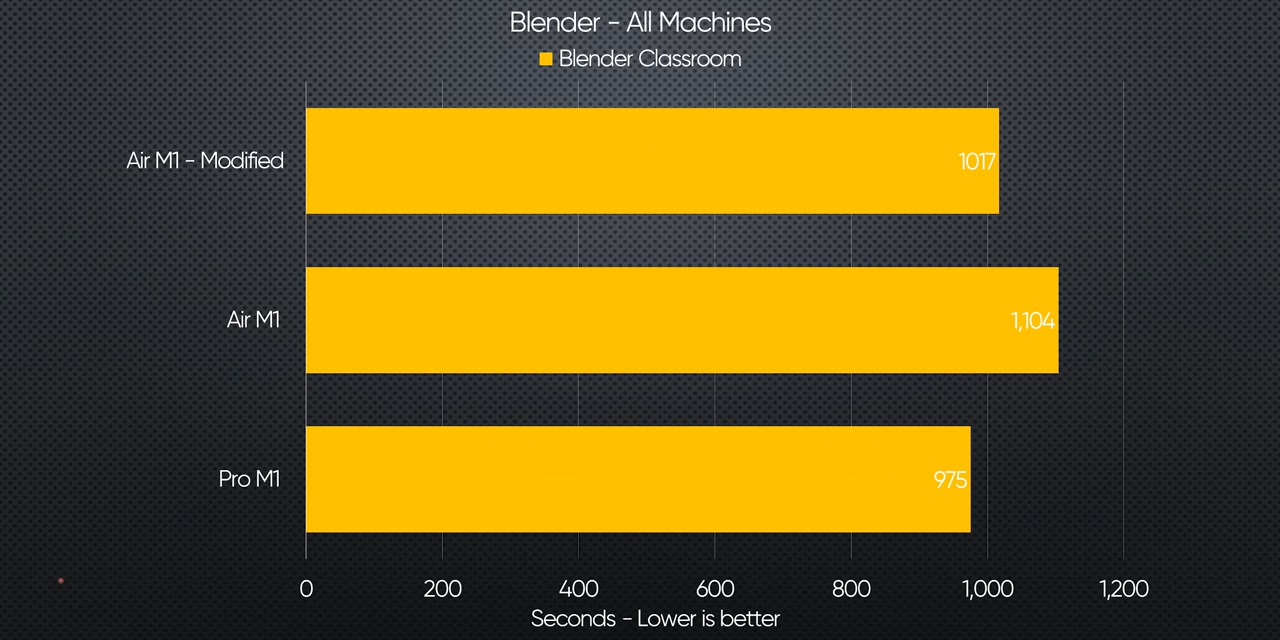 Blender - All Machines
Blender Classroom
Air M1 - Modified
1017
Air M1
1,104
Pro M1
975
0 200 400 600 800 1,000 1,200
Seconds - Lower is better